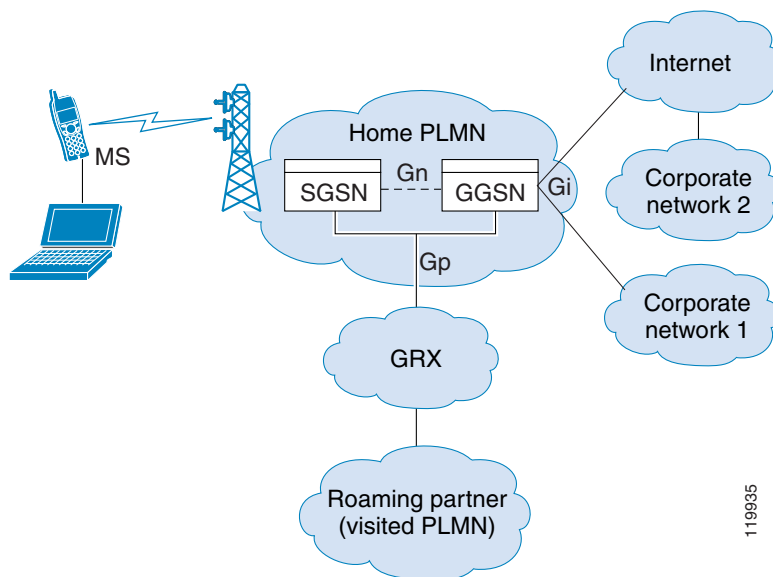 Internet
Home PLMN
MS
Gn
SGSN
GGSN
Gi
Corporate
network 2
Gp
Corporate
network 1
GRX
Roaming partner
(visited PLMN)
119935